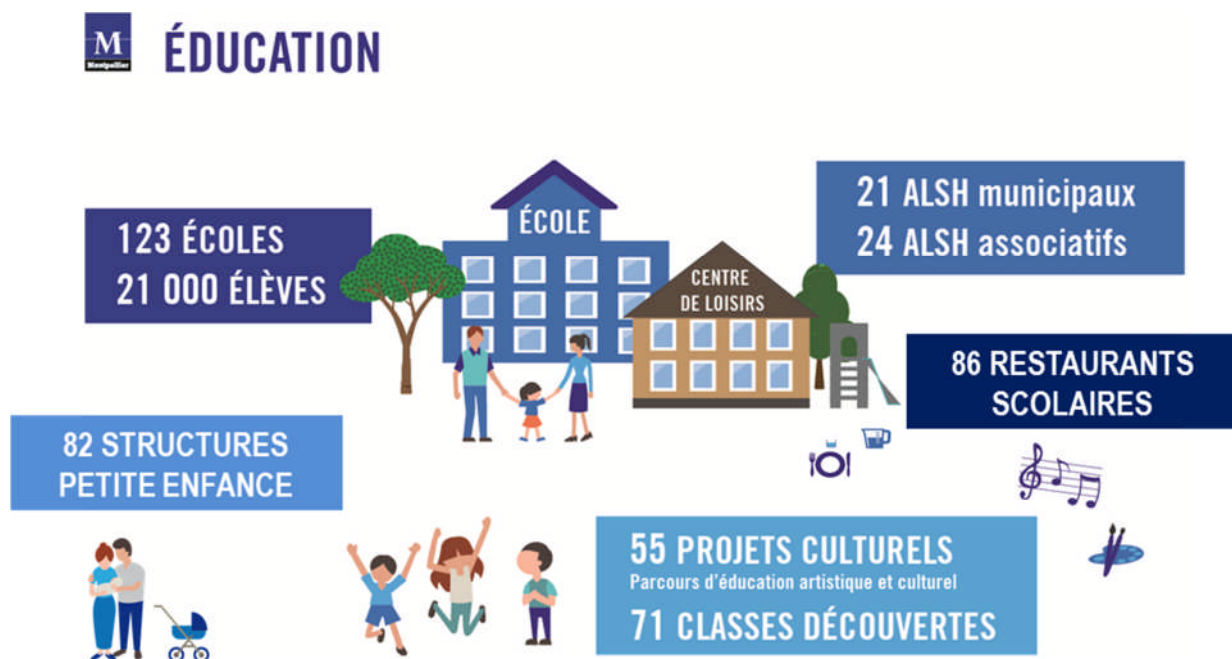 M
Montpellier
ÉDUCATION
123 ÉCOLES
21 000 ÉLÈVES
ÉCOLE
CENTRE
DE LOISIRS
21 ALSH municipaux
24 ALSH associatifs
86 RESTAURANTS
SCOLAIRES
82 STRUCTURES
PETITE ENFANCE
55 PROJETS CULTURELS
Parcours d'éducation artistique et culturel
71 CLASSES DÉCOUVERTES